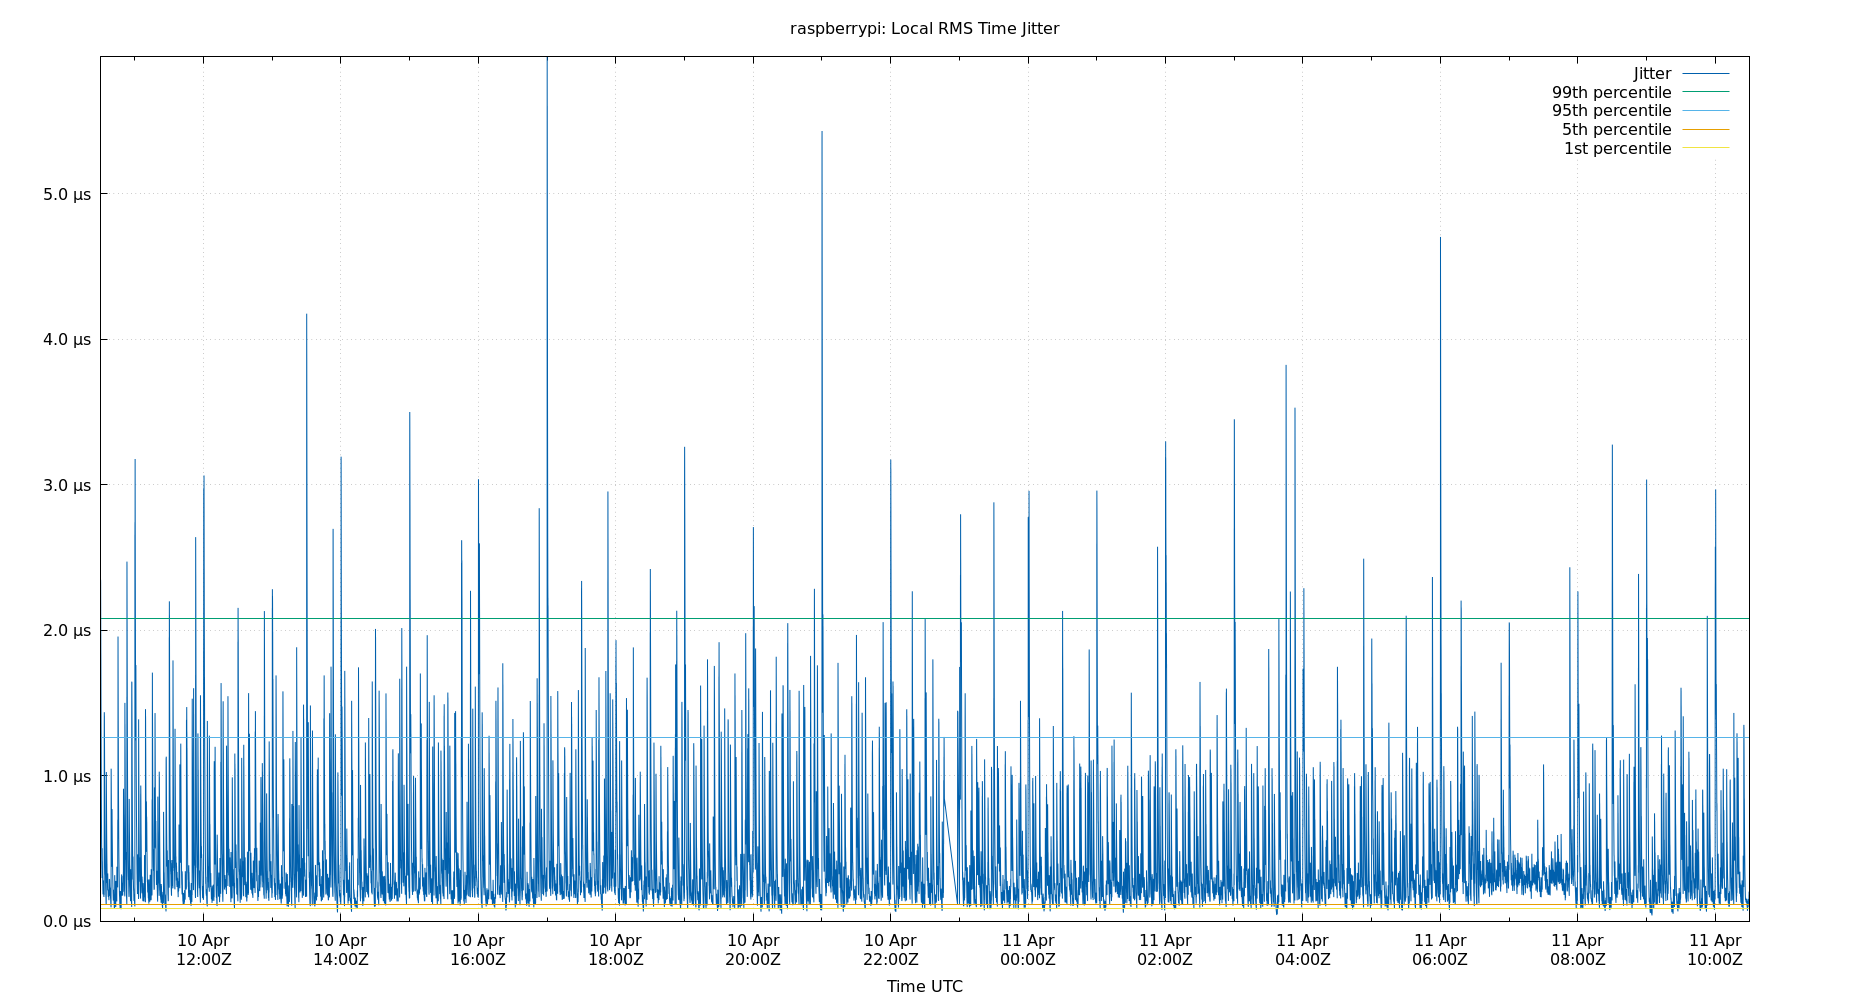 raspberrypi: Local RMS Time Jitter
Jitter
99th percentile
95th percentile
5th percentile
1st percentile
5.0 µs
4.0 µs
3.0 µs
2.0 µs
1.0 µs
0.0 µs
10 Apr 10 Apr 10 Apr 10 Apr 10 Apr 10 Apr 11 Apr 11 Apr 11 Apr 11 Apr 11 Apr 11 Apr
12:00Z 14:00Z 16:00Z 18:00Z 20:00Z 22:00Z 00:00Z 02:00Z 04:00Z 06:00Z 08:00Z 10:00Z
Time UTC